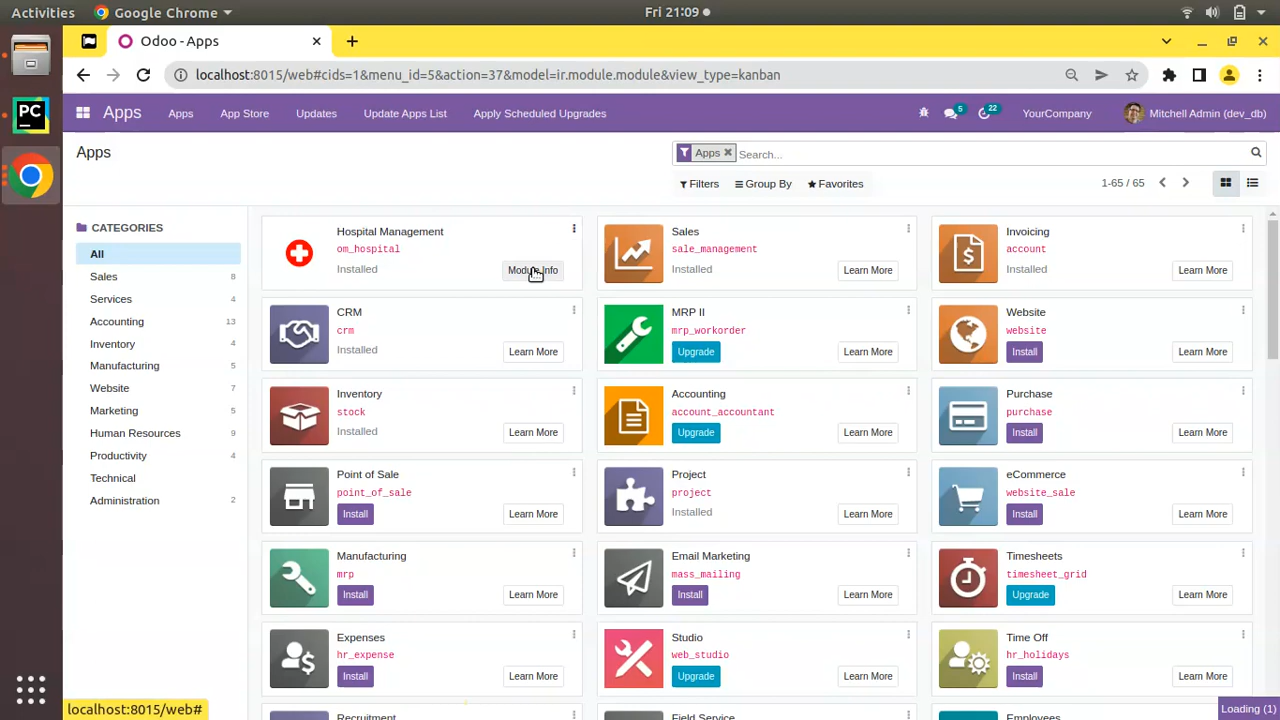 Activities
Google Chrome
Fri 21:09
Odoo - Apps
localhost:8015/web#cids=1&menu_id=5&action=37&model=ir.module.module&view_type=kanban
Apps
Apps
App Store
Updates
Update Apps List
Apply Scheduled Upgrades
5
22
YourCompany
Mitchell Admin (dev_db)
Apps
Apps
Search...
Filters
Group By
Favorites
1-65 / 65
CATEGORIES
All
Sales 8
Services 4
Accounting 13
Inventory 4
Manufacturing 5
Website 7
Marketing 5
Human Resources 9
Productivity 4
Technical
Administration 2
Hospital Management
om_hospital
Installed
Module Info
Sales
sale_management
Installed
Learn More
Invoicing
account
Installed
Learn More
CRM
crm
Installed
Learn More
MRP II
mrp_workorder
Upgrade
Website
website
Install
Learn More
Inventory
stock
Installed
Learn More
Accounting
account_accountant
Upgrade
Learn More
Purchase
purchase
Install
Learn More
Point of Sale
point_of_sale
Install
Learn More
Project
project
Installed
Learn More
eCommerce
website_sale
Install
Learn More
Manufacturing
mrp
Install
Learn More
Email Marketing
mass_mailing
Install
Learn More
Timesheets
timesheet_grid
Upgrade
Learn More
Expenses
hr_expense
Install
Learn More
Studio
web_studio
Upgrade
Learn More
Time Off
hr_holidays
Install
Learn More
Recruitment
Field Service
Employees
localhost:8015/web#
Loading (1)
PC